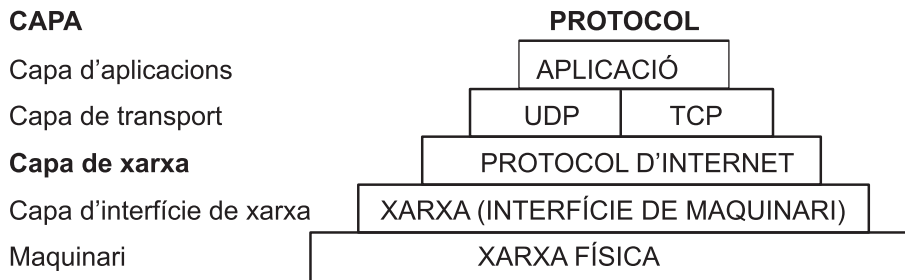 CAPA PROTOCOL
Capa d’aplicacions APLICACIÓ
Capa de transport UDP TCP
Capa de xarxa PROTOCOL D’INTERNET
Capa d’interfície de xarxa XARXA (INTERFÍCIE DE MAQUINARI)
Maquinari XARXA FÍSICA